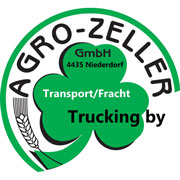 AGRO-ZELLER
GmbH
4435 Niederdorf
Transport/Fracht
Trucking by